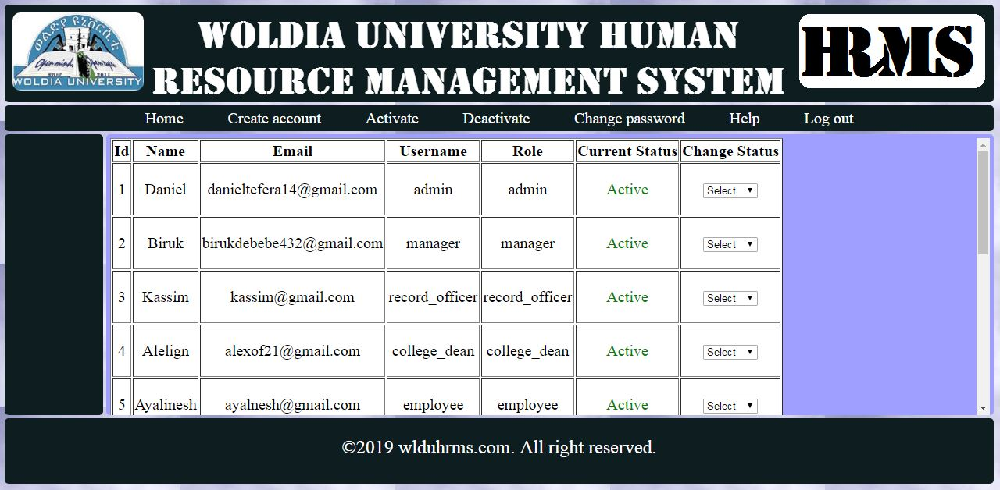 ወልድያ ዩኒቨርሲቲ
WOLDIA UNIVERSITY
WOLDIA UNIVERSITY HUMAN
RESOURCE MANAGEMENT SYSTEM
HRMS
Home Create account Activate Deactivate Change password Help Log out
Id Name Email Username Role Current Status Change Status
1 Daniel danieltefera14@gmail.com admin admin Active Select
2 Biruk birukdebebe432@gmail.com manager manager Active Select
3 Kassim kassim@gmail.com record_officer record_officer Active Select
4 Alelign alexof21@gmail.com college_dean college_dean Active Select
5 Ayalinesh ayalnesh@gmail.com employee employee Active Select
©2019 wlduhrms.com. All right reserved.